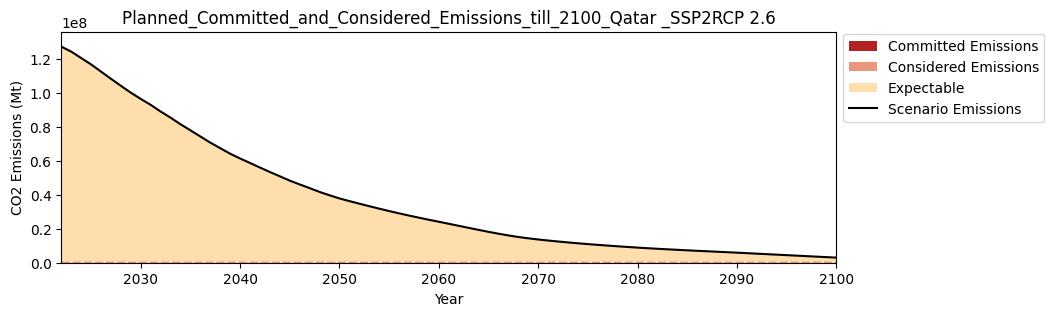 Planned_Committed_and_Considered_Emissions_till_2100_Qatar _SSP2RCP 2.6
1e8
1.2
1.0
0.8
0.6
0.4
0.2
0.0
CO2 Emissions (Mt)
2030 2040 2050 2060 2070 2080 2090 2100
Year
Committed Emissions
Considered Emissions
Expectable
Scenario Emissions